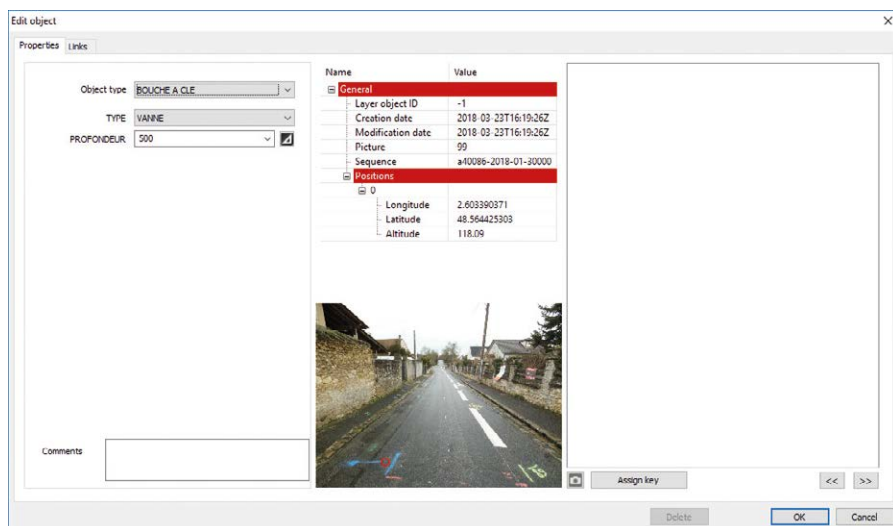 Edit object
Properties Links
Object type BOUCHE A CLE
TYPE VANNE
PROFONDEUR 500
Comments
Name Value
General
Layer object ID -1
Creation date 2018-03-23T16:19:26Z
Modification date 2018-03-23T16:19:26Z
Picture 99
Sequence a40086-2018-01-30000
Positions
0
Longitude 2.603390371
Latitude 48.564425303
Altitude 118.09
Assign key
<< >>
Delete OK Cancel